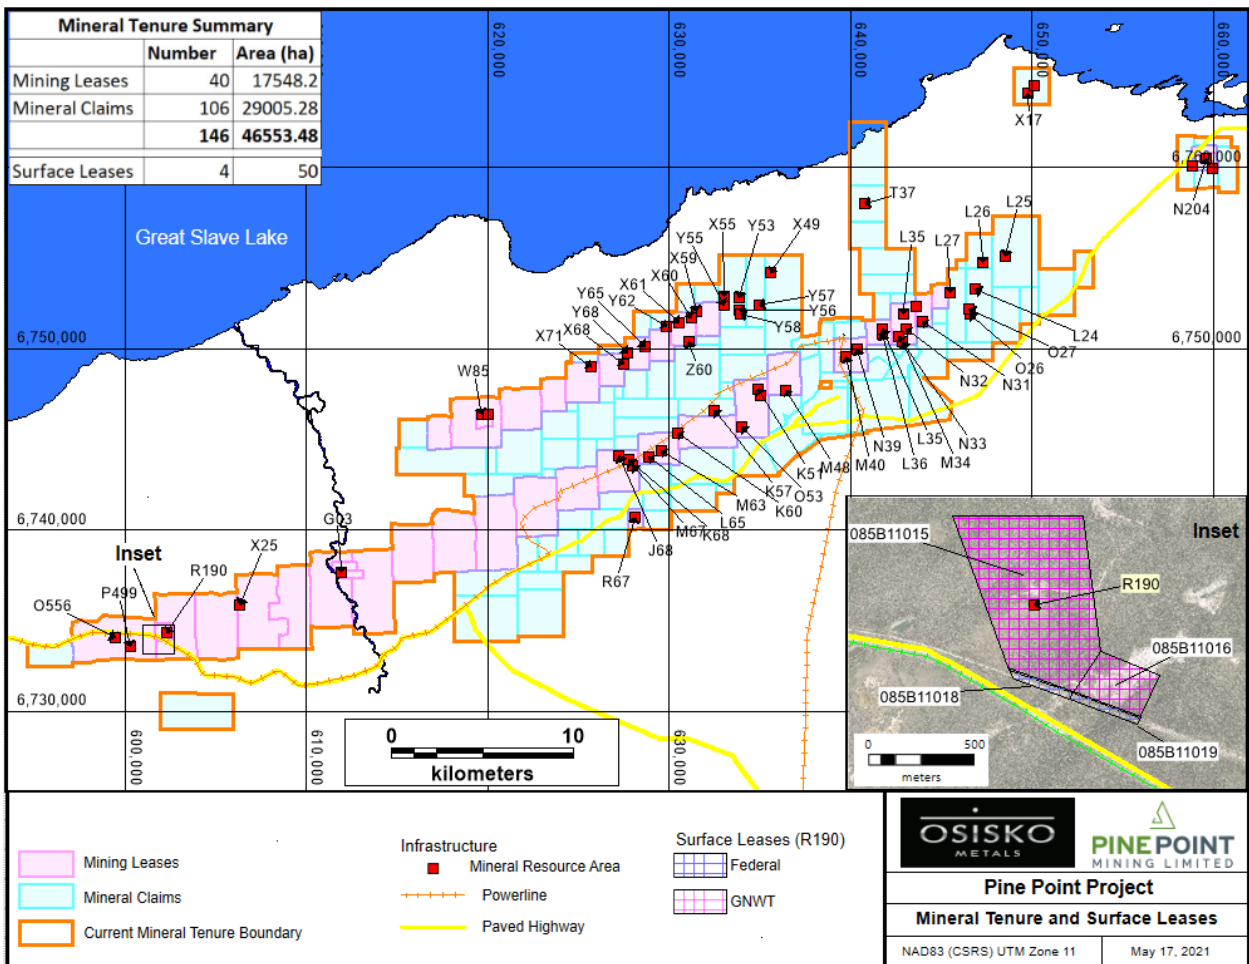 Mineral Tenure Summary
Number Area (ha)
Mining Leases 40 17548.2
Mineral Claims 106 29005.28
146 46553.48
Surface Leases 4 50
620,000
630,000
640,000
650,000
660,000
X17
6,760,000
N204
T37
Great Slave Lake
X55
Y53
X49
Y55
X59
X60
X61
Y62
Y65
Y68
X68
X71
Y57
Y56
Y58
Z60
L26
L25
L35
L27
L24
O27
O26
N31
N32
N33
L35
M34
L36
N39
M40
M48
K51
O53
K57
K60
M63
L65
K68
M67
J68
R67
6,750,000
6,750,000
W85
6,740,000
G03
X25
Inset
R190
P499
O556
6,730,000
600,000
610,000
630,000
0 10
kilometers
Inset
085B11015
R190
085B11016
085B11018
085B11019
0 500
meters
Mining Leases
Mineral Claims
Current Mineral Tenure Boundary
Infrastructure
Mineral Resource Area
Powerline
Paved Highway
Surface Leases (R190)
Federal
GNWT
OSISKO
METALS
PINE POINT
MINING LIMITED
Pine Point Project
Mineral Tenure and Surface Leases
NAD83 (CSRS) UTM Zone 11
May 17, 2021